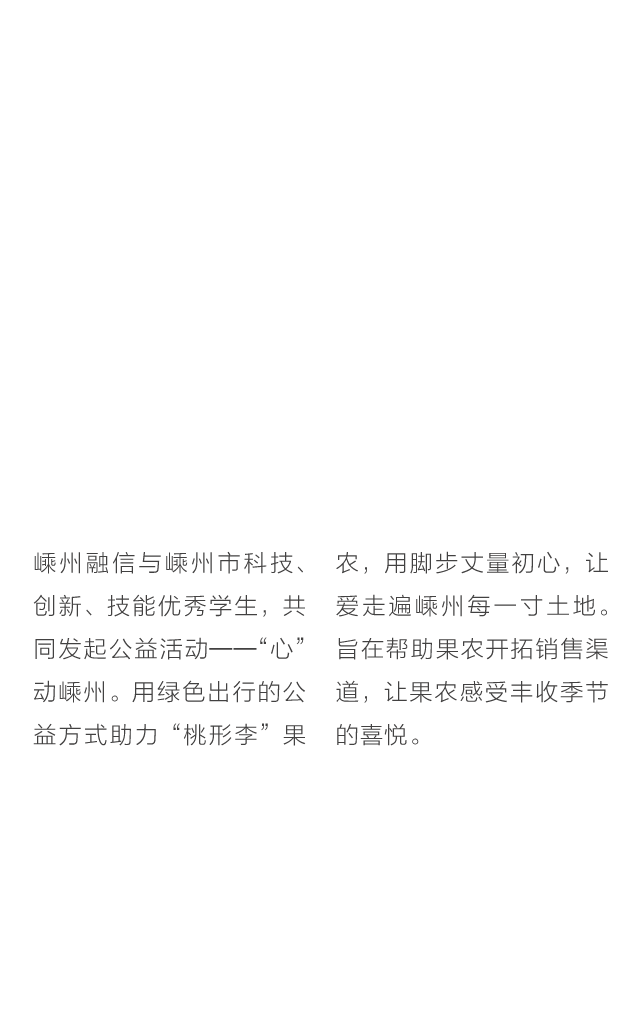 嵊州融信与嵊州市科技、
创新、技能优秀学生，共
同发起公益活动——“心”
动嵊州。用绿色出行的公
益方式助力“桃形李”果
农，用脚步丈量初心，让
爱走遍嵊州每一寸土地。
旨在帮助果农开拓销售渠
道，让果农感受丰收季节
的喜悦。